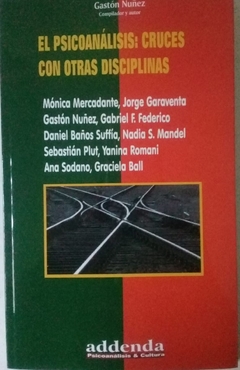 Gastón Nuñez
Compilador y autor
EL PSICOANÁLISIS: CRUCES
CON OTRAS DISCIPLINAS
Mónica Mercadante, Jorge Garaventa
Gastón Nuñez, Gabriel F. Federico
Daniel Baños Suffía, Nadia S. Mandel
Sebastián Plut, Yanina Romani
Ana Sodano, Graciela Ball
addenda
Psicoanálisis & Cultura